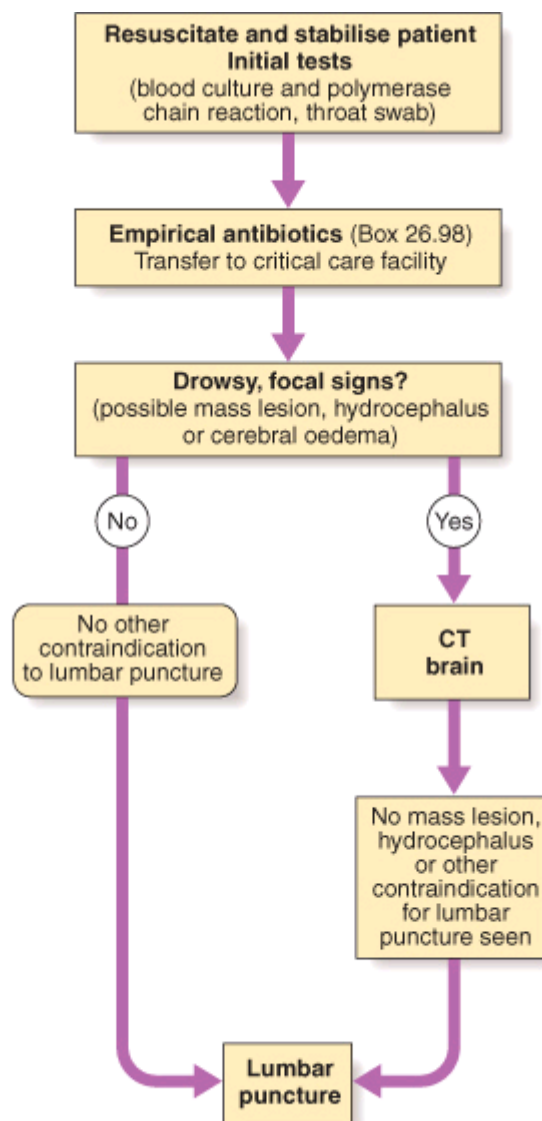 Resuscitate and stabilise patient
Initial tests
(blood culture and polymerase
chain reaction, throat swab)
Empirical antibiotics (Box 26.98)
Transfer to critical care facility
Drowsy, focal signs?
(possible mass lesion, hydrocephalus
or cerebral oedema)
No
Yes
No other
contraindication
to lumbar puncture
CT
brain
No mass lesion,
hydrocephalus
or other
contraindication
for lumbar
puncture seen
Lumbar
puncture